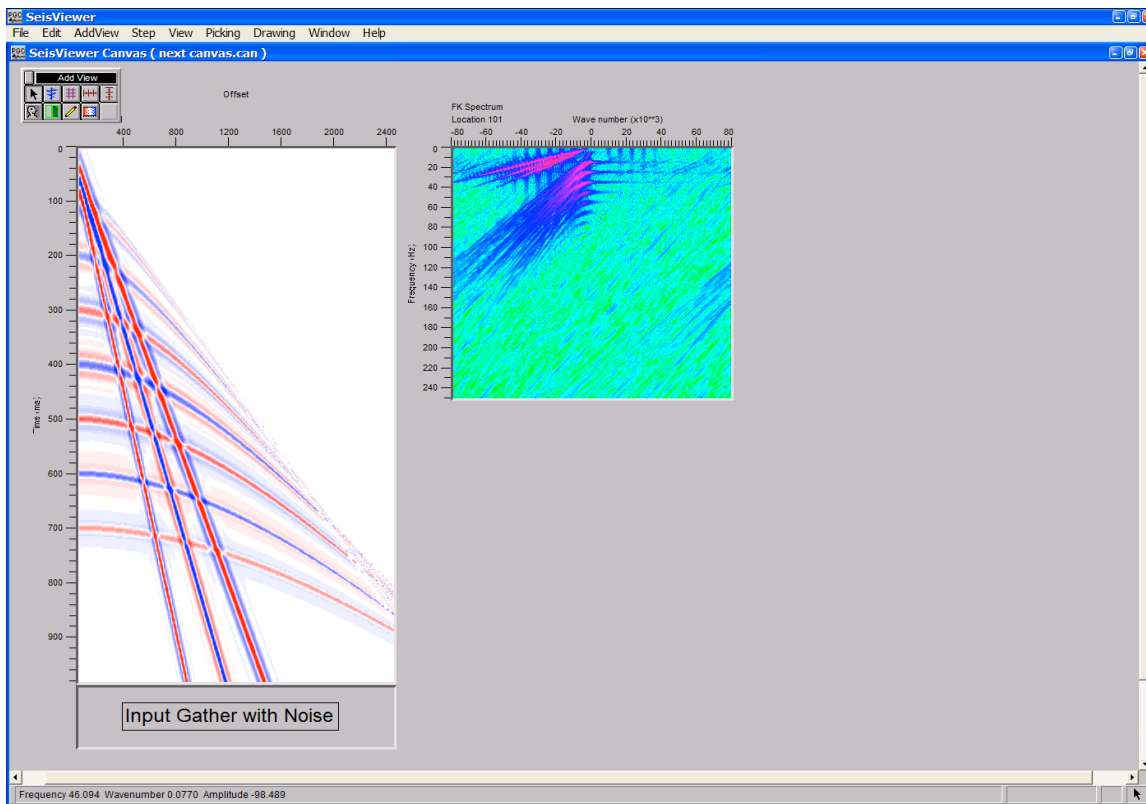 SeisViewer
File Edit AddView Step View Picking Drawing Window Help
SeisViewer Canvas ( next canvas.can )
Add View
Offset
400 800 1200 1600 2000 2400
0
100
200
300
400
500
600
700
800
900
Input Gather with Noise
FK Spectrum
Location 101 Wave number (x10**3)
-80 -60 -40 -20 0 20 40 60 80
Frequency
0
20
40
60
80
100
120
140
160
180
200
220
240
Frequency 46.094 Wavenumber 0.0770 Amplitude -98.489